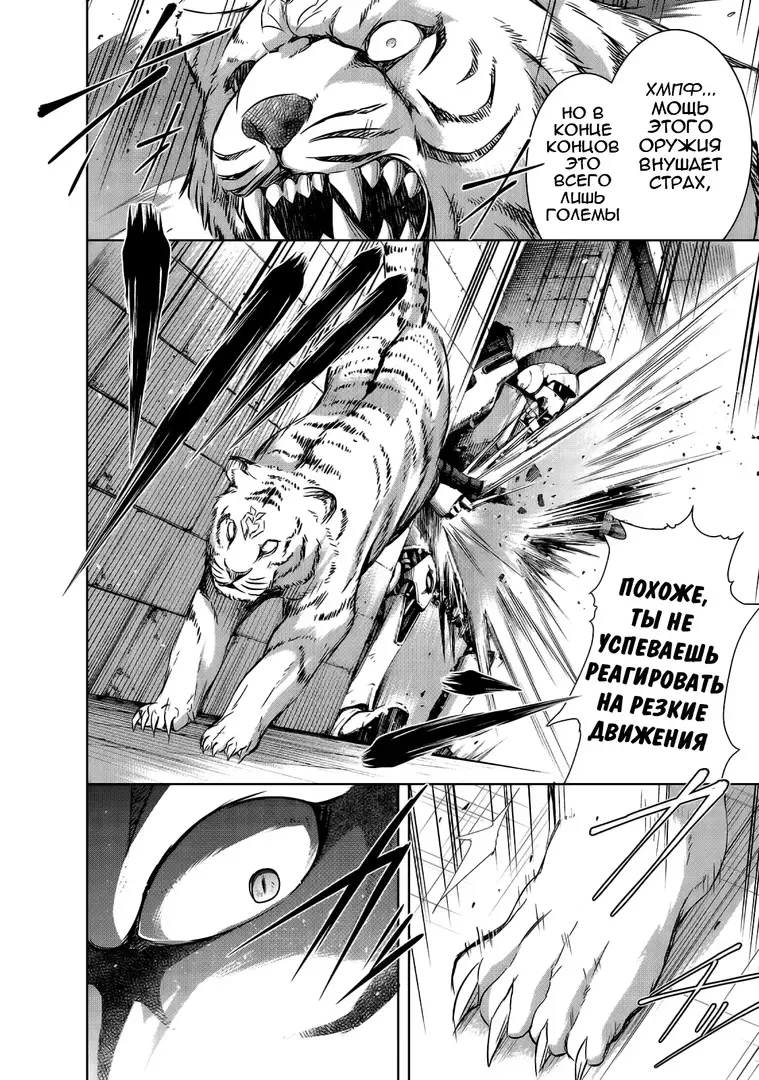 ХМПФ...
МОЩЬ
ЭТОГО
ОРУЖИЯ
ВНУШАЕТ
СТРАХ,
НО В
КОНЦЕ
КОНЦОВ
ЭТО
ВСЕГО
ЛИШЬ
ГОЛЕМЫ
ПОХОЖЕ,
ТЫ НЕ
УСПЕВАЕШЬ
РЕАГИРОВАТЬ
НА РЕЗКИЕ
ДВИЖЕНИЯ